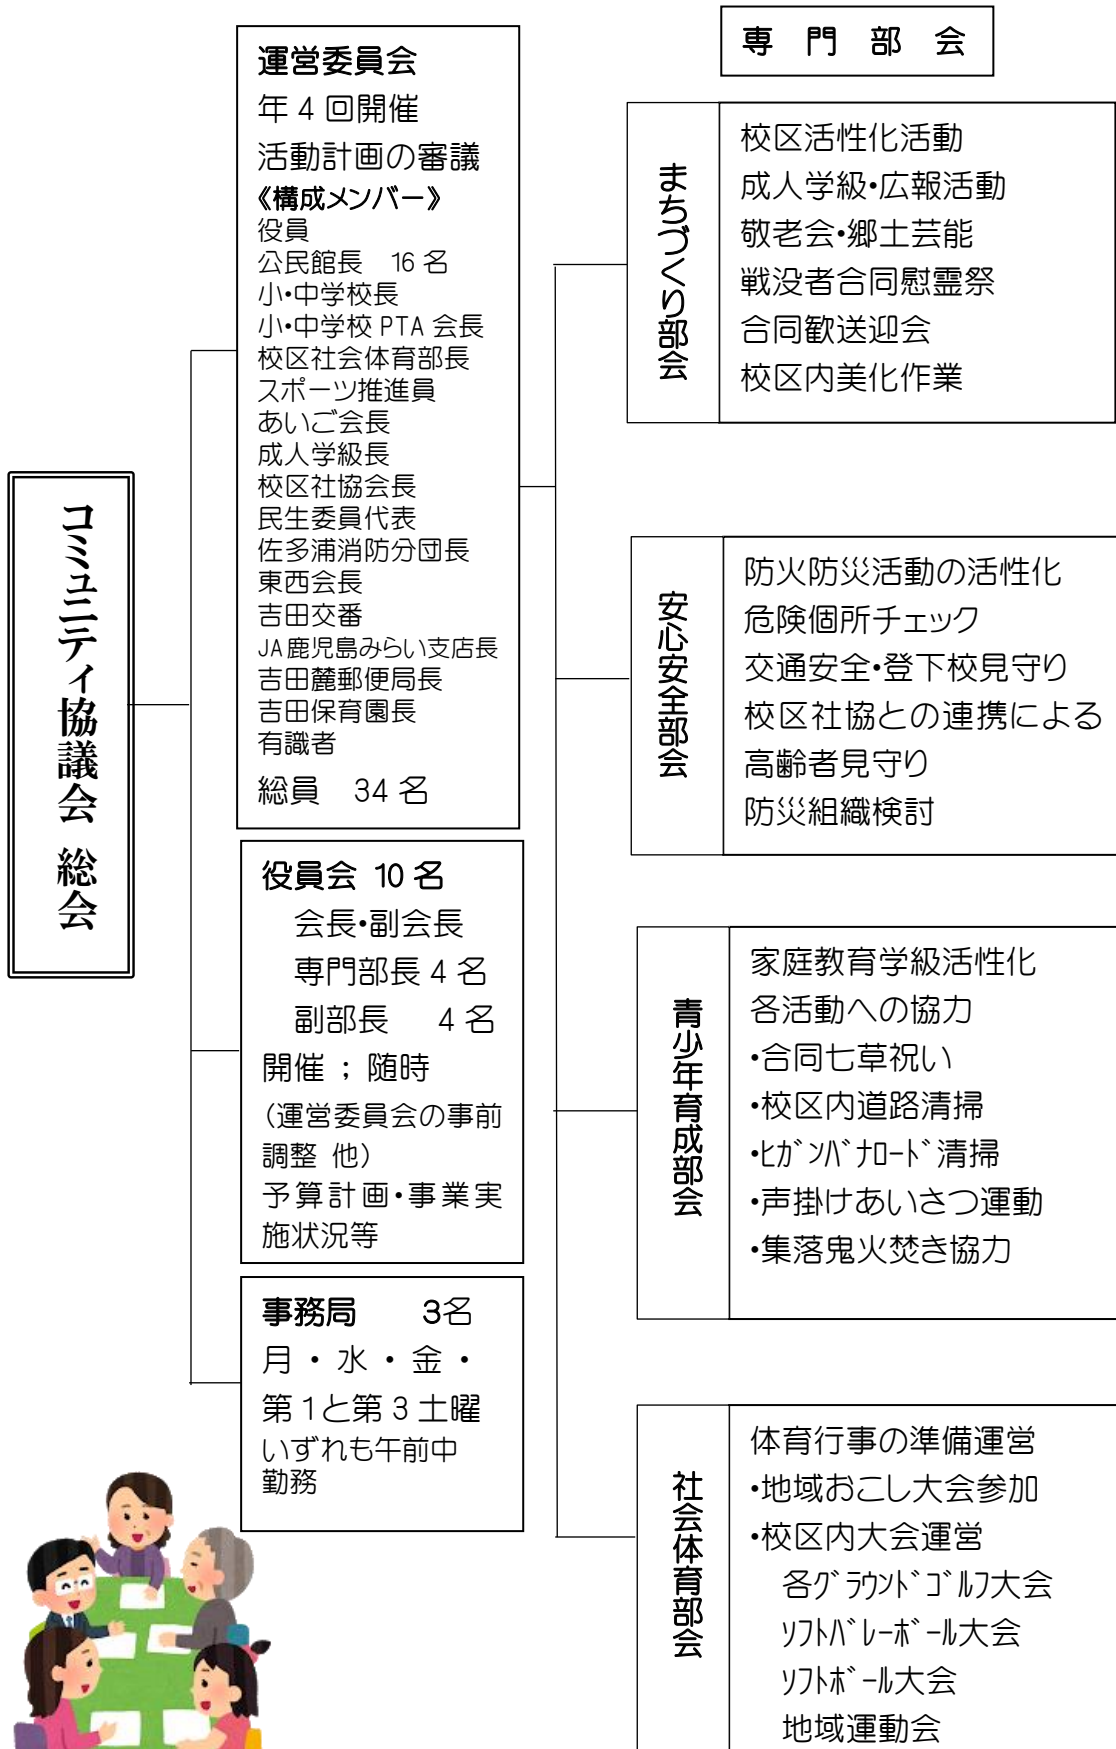 コミュニティ協議会 総会
運営委員会
年4回開催
活動計画の審議
《構成メンバー》
役員
公民館長 16名
小・中学校長
小・中学校PTA会長
校区社会体育部長
スポーツ推進員
あいご会長
成人学級長
校区社協会長
民生委員代表
佐多浦消防分団長
東西会長
吉田交番
JA鹿児島みらい支店長
吉田麓郵便局長
吉田保育園長
有識者
総員 34名
役員会 10名
会長・副会長
専門部長4名
副部長 4名
開催；随時
（運営委員会の事前
調整 他）
予算計画・事業実
施状況等
事務局 3名
月・水・金・
第1と第3土曜
いずれも午前中
勤務
専門部会
まちづくり部会
校区活性化活動
成人学級・広報活動
敬老会・郷土芸能
戦没者合同慰霊祭
合同歓送迎会
校区内美化作業
安心安全部会
防火防災活動の活性化
危険個所チェック
交通安全・登下校見守り
校区社協との連携による
高齢者見守り
防災組織検討
青少年育成部会
家庭教育学級活性化
各活動への協力
・合同七草祝い
・校区内道路清掃
・ﾋｶﾞﾝﾊﾞﾅﾛｰﾄﾞ清掃
・声掛けあいさつ運動
・集落鬼火焚き協力
社会体育部会
体育行事の準備運営
・地域おこし大会参加
・校区内大会運営
各ｸﾞﾗｳﾝﾄﾞｺﾞﾙﾌ大会
ｿﾌﾄﾊﾞﾚｰﾎﾞｰﾙ大会
ｿﾌﾄﾎﾞｰﾙ大会
地域運動会